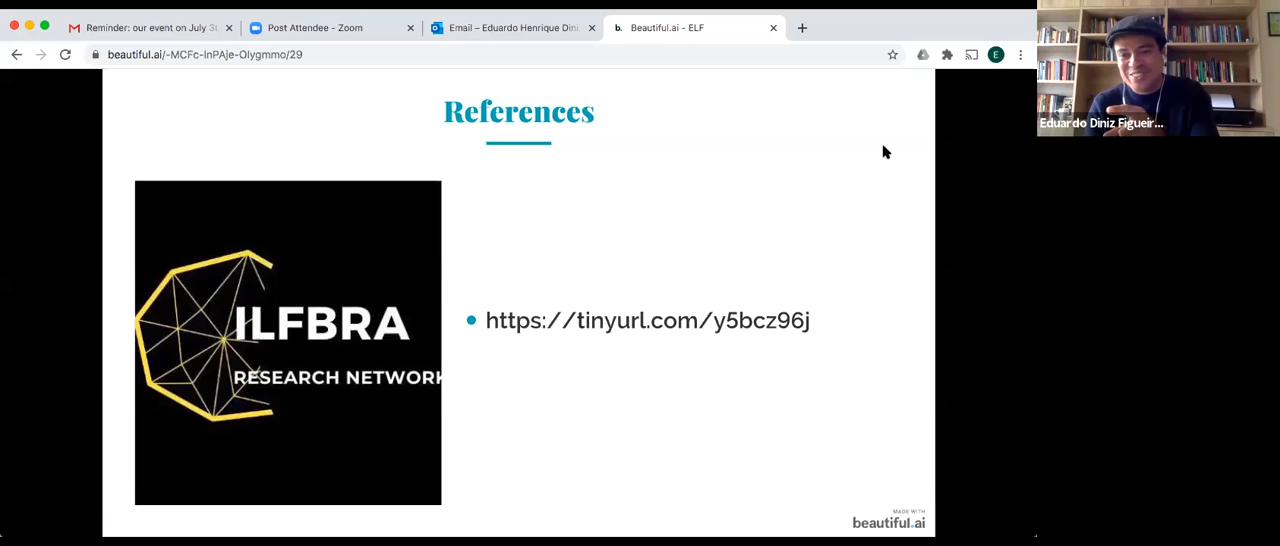 Reminder: our event on July 3
Post Attendee - Zoom
Email – Eduardo Henrique Dini
Beautiful.ai - ELF
beautiful.ai/-MCFc-InPAje-Olygmmo/29
E
Eduardo Diniz Figueir...
References
ILFBRA
RESEARCH NETWORK
https://tinyurl.com/y5bcz96j
MADE WITH
beautiful.ai